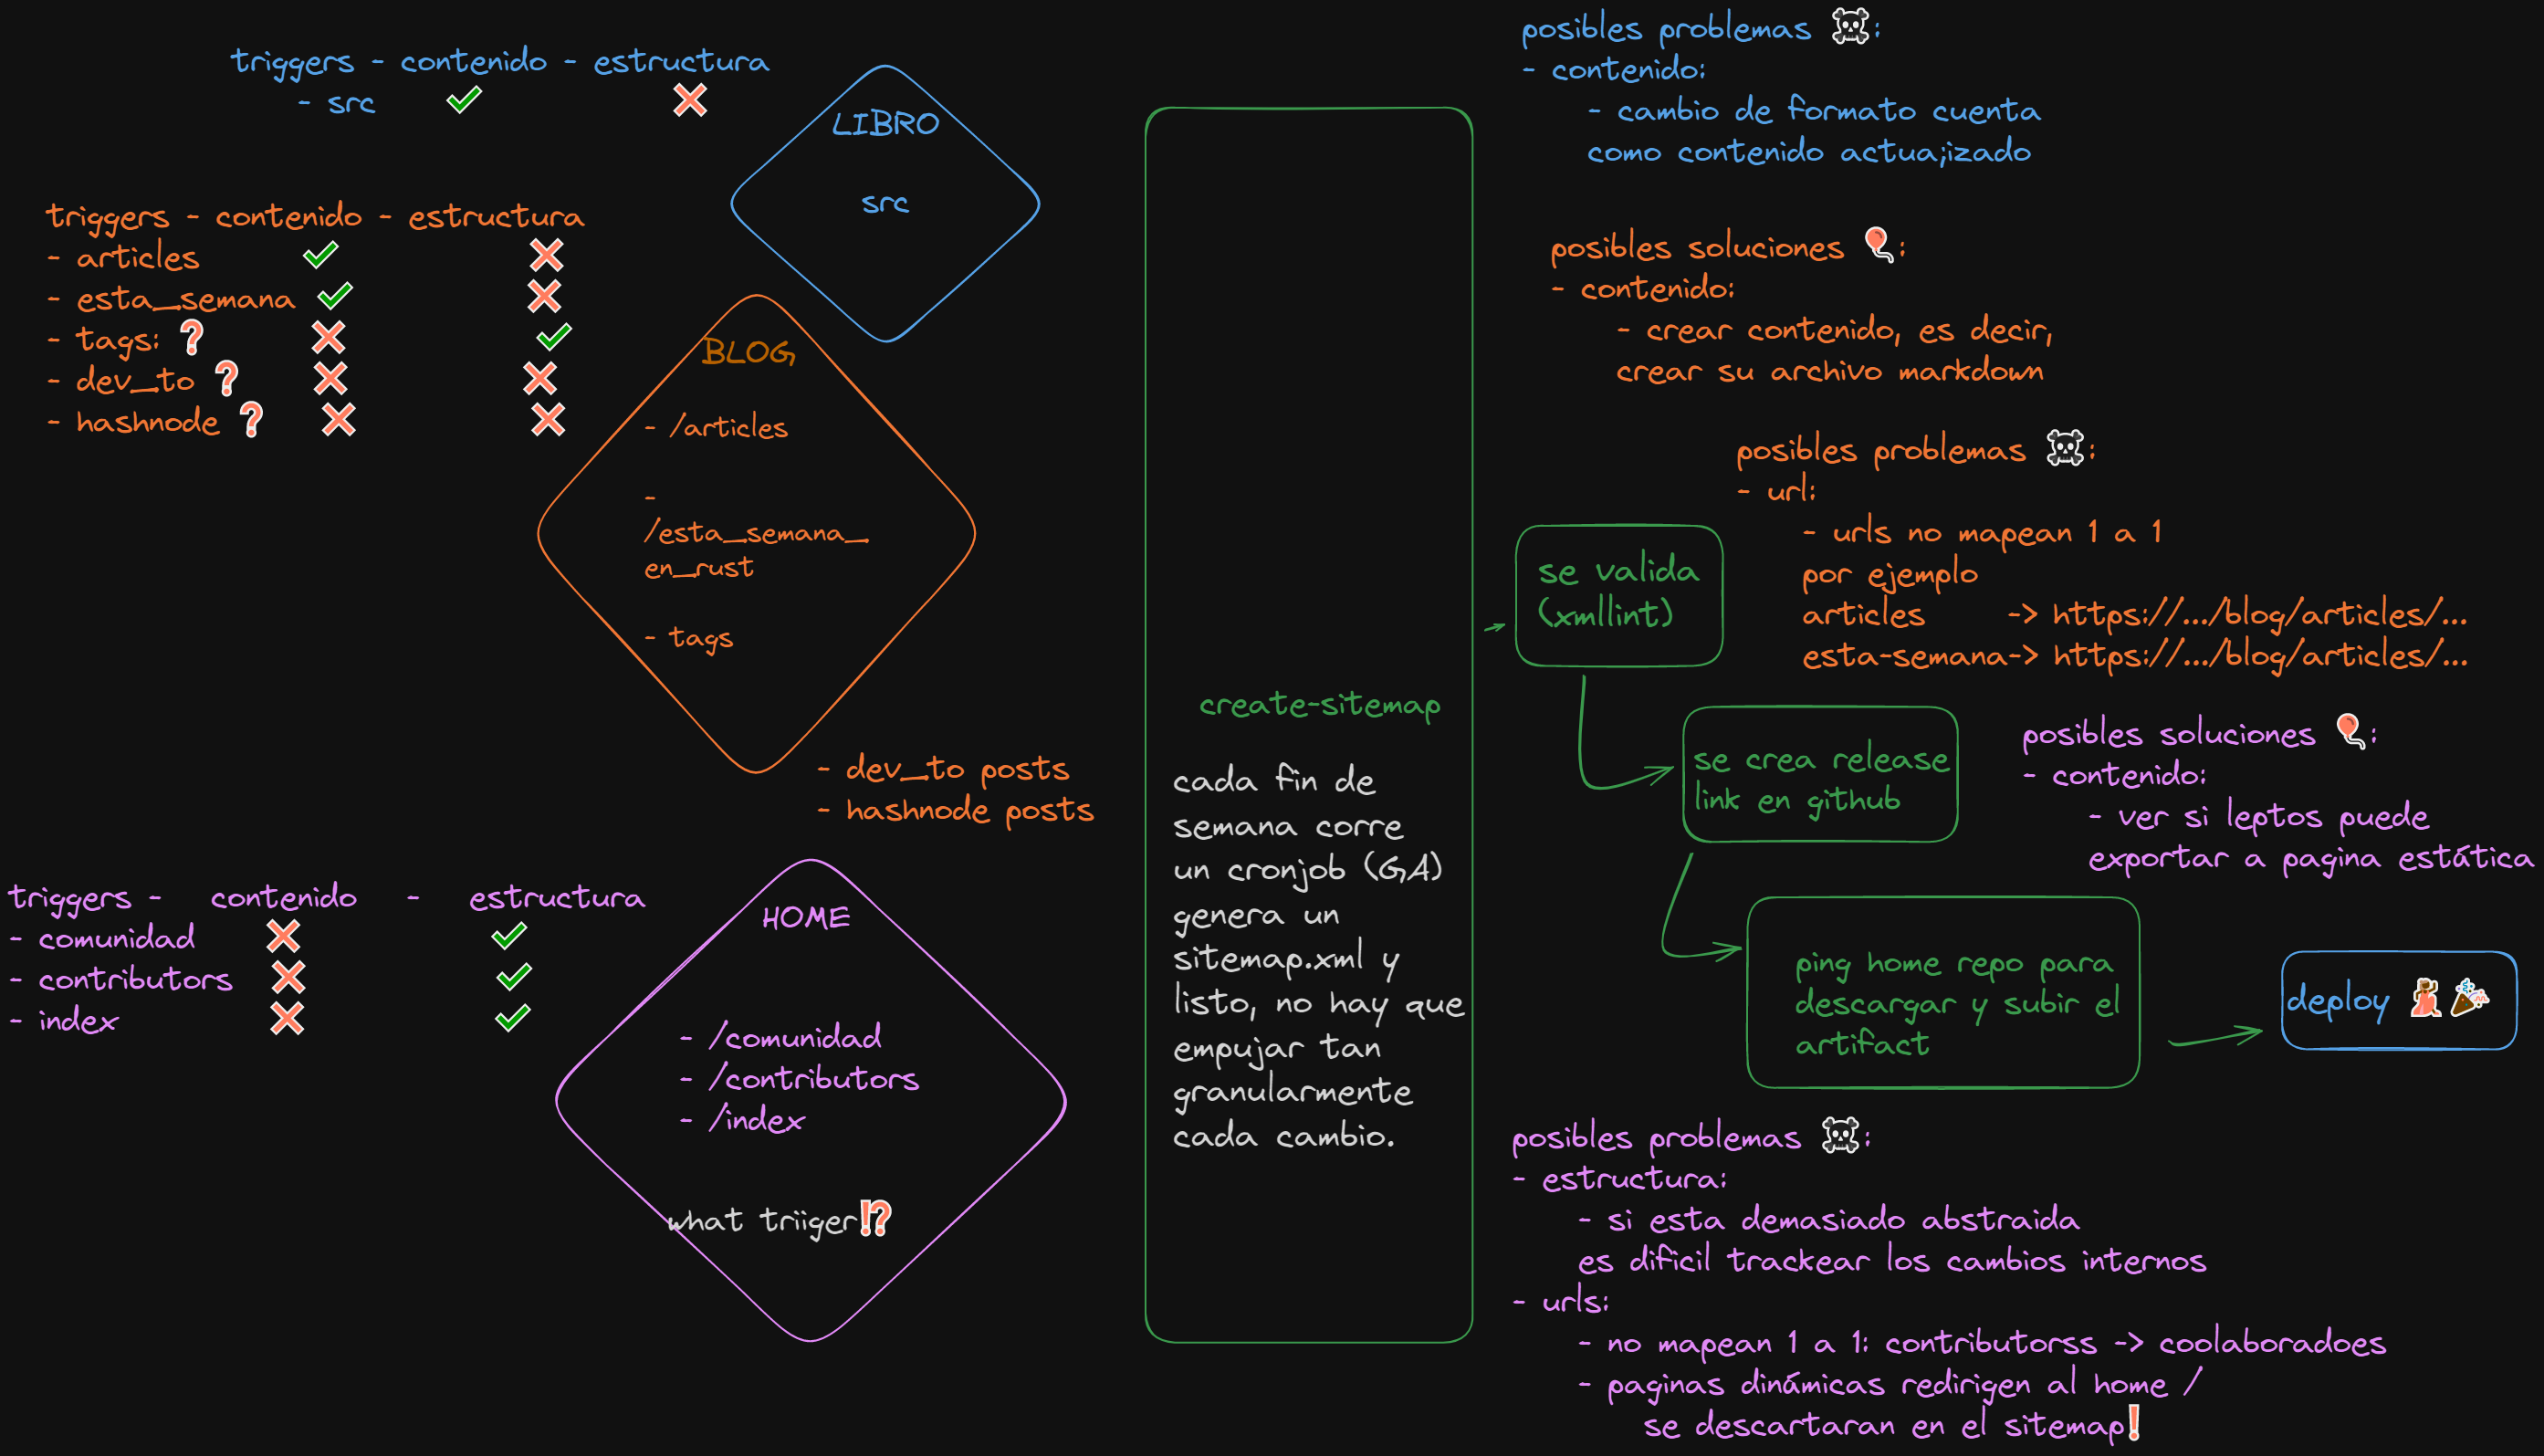 triggers - contenido - estructura
- src ✔ ❌
LIBRO
src
triggers - contenido - estructura
- articles ✔ ❌
- esta_semana ✔ ❌
- tags: ❓ ❌ ✔
- dev_to ❓ ❌ ❌
- hashnode ❓ ❌ ❌
BLOG
- /articles
-
/esta_semana_
en_rust
- tags
- dev_to posts
- hashnode posts
triggers - contenido - estructura
- comunidad ❌ ✔
- contributors ❌ ✔
- index ❌ ✔
HOME
- /comunidad
- /contributors
- /index
what triiger⁉
create-sitemap
cada fin de
semana corre
un cronjob (GA)
genera un
sitemap.xml y
listo, no hay que
empujar tan
granularmente
cada cambio.
posibles problemas ☠:
- contenido:
- cambio de formato cuenta
como contenido actua;izado
posibles soluciones 🎈:
- contenido:
- crear contenido, es decir,
crear su archivo markdown
posibles problemas ☠:
- url:
- urls no mapean 1 a 1
por ejemplo
articles -> https://.../blog/articles/...
esta-semana-> https://.../blog/articles/...
se valida
(xmllint)
se crea release
link en github
posibles soluciones 🎈:
- contenido:
- ver si leptos puede
exportar a pagina estática
ping home repo para
descargar y subir el
artifact
deploy 💃🎉
posibles problemas ☠:
- estructura:
- si esta demasiado abstraida
es dificil trackear los cambios internos
- urls:
- no mapean 1 a 1: contributorss -> coolaboradoes
- paginas dinámicas redirigen al home /
se descartaran en el sitemap❗